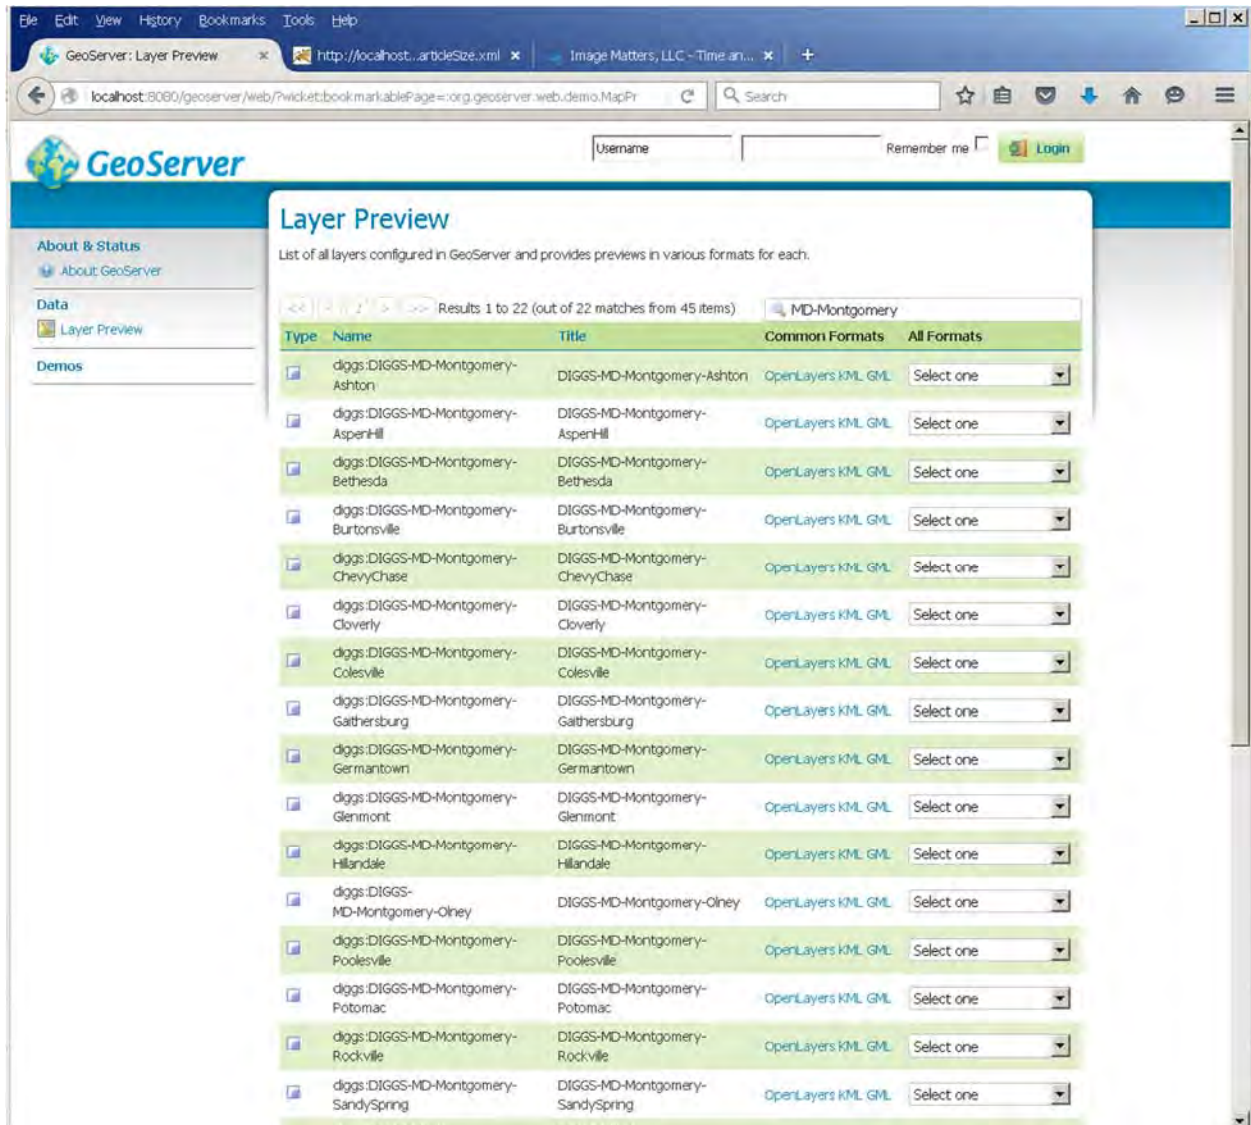 File Edit View History Bookmarks Tools Help
GeoServer: Layer Preview × http://localhost...articleSize.xml × Image Matters, LLC - Time an... × +
localhost:8080/geoserver/web/?wicket:bookmarkablePage=:org.geoserver.web.demo.MapPr Search
GeoServer Username Remember me Login
Layer Preview
About & Status
About GeoServer
Data
Layer Preview
Demos
List of all layers configured in GeoServer and provides previews in various formats for each.
<< < 1 > >> Results 1 to 22 (out of 22 matches from 45 items) MD-Montgomery
Type Name Title Common Formats All Formats
diggs:DIGGS-MD-Montgomery-
Ashton DIGGS-MD-Montgomery-Ashton OpenLayers KML GML Select one
diggs:DIGGS-MD-Montgomery- DIGGS-MD-Montgomery-
AspenHill AspenHill OpenLayers KML GML Select one
diggs:DIGGS-MD-Montgomery- DIGGS-MD-Montgomery-
Bethesda Bethesda OpenLayers KML GML Select one
diggs:DIGGS-MD-Montgomery- DIGGS-MD-Montgomery-
Burtonsville Burtonsville OpenLayers KML GML Select one
diggs:DIGGS-MD-Montgomery- DIGGS-MD-Montgomery-
ChevyChase ChevyChase OpenLayers KML GML Select one
diggs:DIGGS-MD-Montgomery- DIGGS-MD-Montgomery-
Cloverly Cloverly OpenLayers KML GML Select one
diggs:DIGGS-MD-Montgomery- DIGGS-MD-Montgomery-
Colesville Colesville OpenLayers KML GML Select one
diggs:DIGGS-MD-Montgomery- DIGGS-MD-Montgomery-
Gaithersburg Gaithersburg OpenLayers KML GML Select one
diggs:DIGGS-MD-Montgomery- DIGGS-MD-Montgomery-
Germantown Germantown OpenLayers KML GML Select one
diggs:DIGGS-MD-Montgomery- DIGGS-MD-Montgomery-
Glenmont Glenmont OpenLayers KML GML Select one
diggs:DIGGS-MD-Montgomery- DIGGS-MD-Montgomery-
Hillandale Hillandale OpenLayers KML GML Select one
diggs:DIGGS-
MD-Montgomery-Olney DIGGS-MD-Montgomery-Olney OpenLayers KML GML Select one
diggs:DIGGS-MD-Montgomery- DIGGS-MD-Montgomery-
Poolesville Poolesville OpenLayers KML GML Select one
diggs:DIGGS-MD-Montgomery- DIGGS-MD-Montgomery-
Potomac Potomac OpenLayers KML GML Select one
diggs:DIGGS-MD-Montgomery- DIGGS-MD-Montgomery-
Rockville Rockville OpenLayers KML GML Select one
diggs:DIGGS-MD-Montgomery- DIGGS-MD-Montgomery-
SandySpring SandySpring OpenLayers KML GML Select one